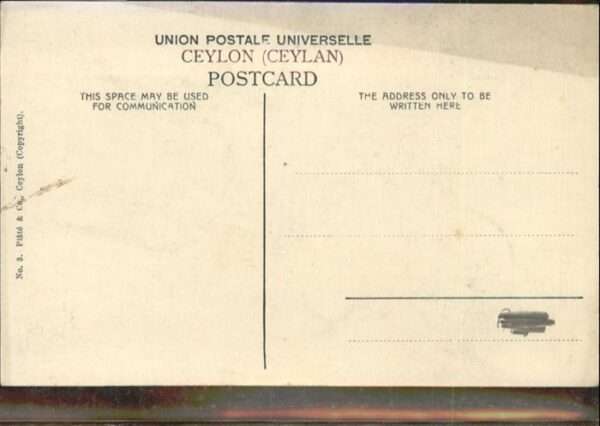 UNION POSTALE UNIVERSELLE
CEYLON (CEYLAN)
POSTCARD
THIS SPACE MAY BE USED
FOR COMMUNICATION
THE ADDRESS ONLY TO BE
WRITTEN HERE
No. 3. Plâté & Co., Ceylon (Copyright).